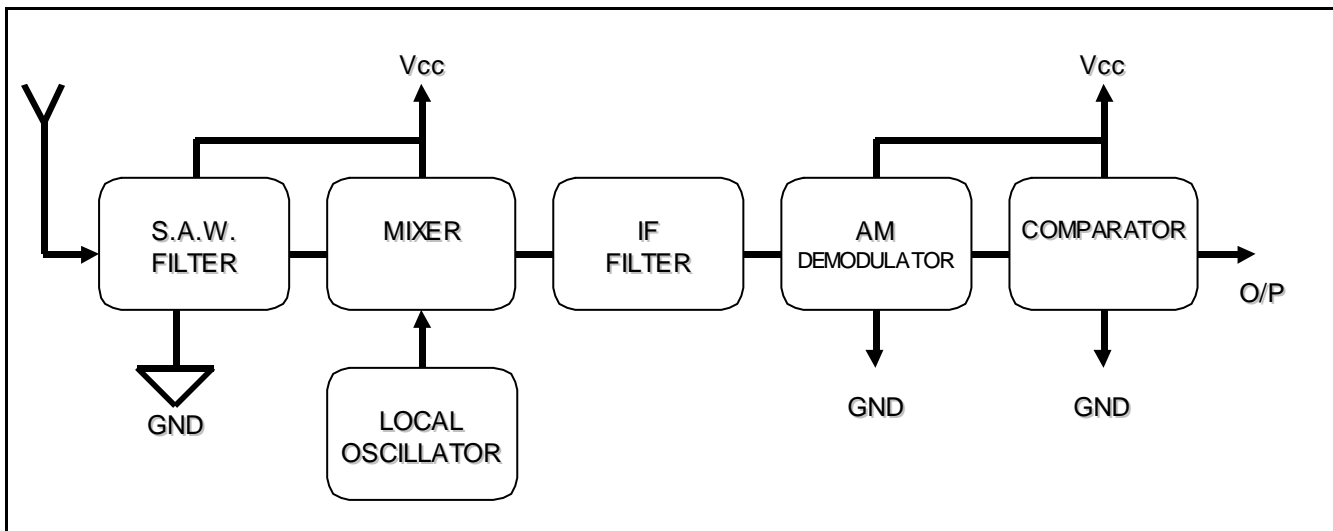 Vcc
Vcc
S.A.W.
FILTER
MIXER
IF
FILTER
AM
DEMODULATOR
COMPARATOR
O/P
GND
LOCAL
OSCILLATOR
GND
GND